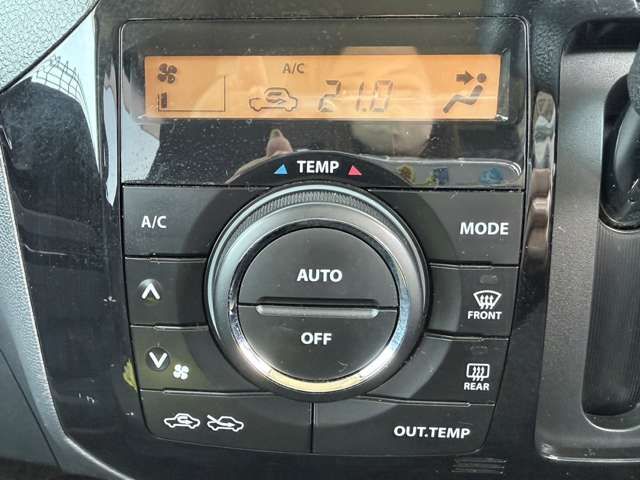 A/C
21.0
TEMP
A/C
MODE
AUTO
OFF
FRONT
REAR
OUT.TEMP